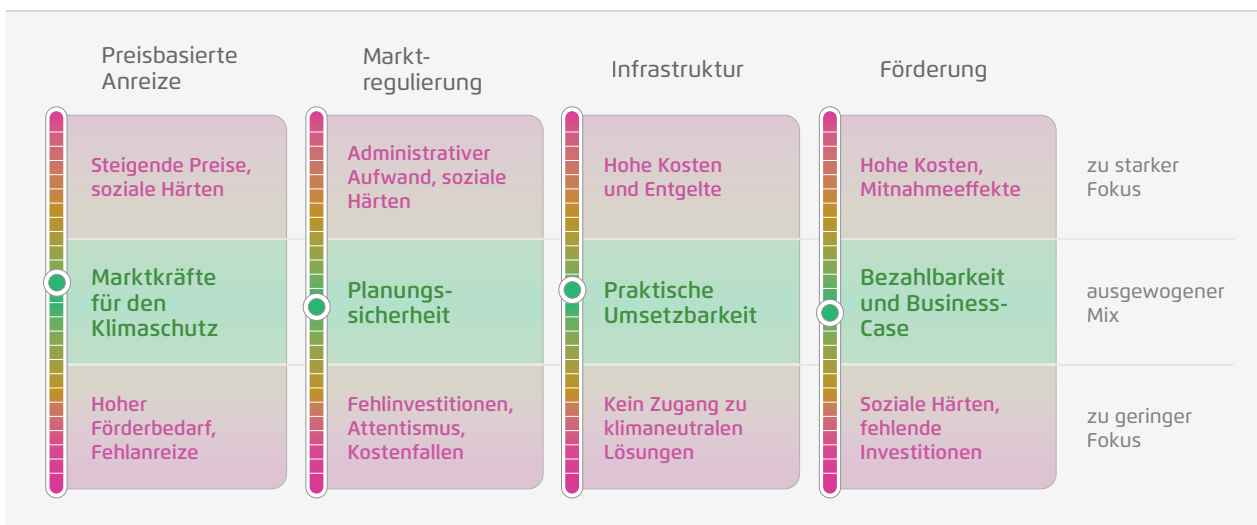 Preisbasierte
Anreize
Markt-
regulierung
Infrastruktur
Förderung
Steigende Preise,
soziale Härten
Administrativer
Aufwand, soziale
Härten
Hohe Kosten
und Entgelte
Hohe Kosten,
Mitnahmeeffekte
zu starker
Fokus
Marktkräfte
für den
Klimaschutz
Planungs-
sicherheit
Praktische
Umsetzbarkeit
Bezahlbarkeit
und Business-
Case
ausgewogener
Mix
Hoher
Förderbedarf,
Fehlanreize
Fehlinvestitionen,
Attentismus,
Kostenfallen
Kein Zugang zu
klimaneutralen
Lösungen
Soziale Härten,
fehlende
Investitionen
zu geringer
Fokus